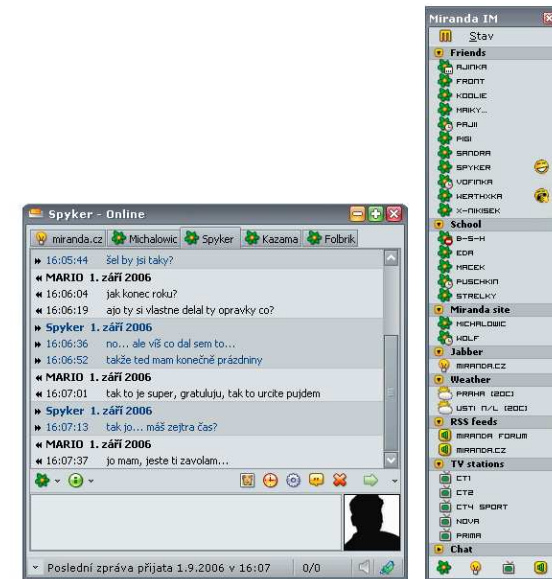 Spyker - Online
miranda.cz Michalowic Spyker Kazama Folbrik
16:05:44 šel by jsi taky?
MARIO 1. září 2006
16:06:04 jak konec roku?
16:06:19 ajo ty si vlastne delal ty opravky co?
Spyker 1. září 2006
16:06:36 no... ale víš co dal sem to...
16:06:52 takže ted mam konečně prázdniny
MARIO 1. září 2006
16:07:01 tak to je super, gratuluju, tak to urcite pujdem
Spyker 1. září 2006
16:07:13 tak jo... máš zejtra čas?
MARIO 1. září 2006
16:07:37 jo mam, jeste ti zavolam...
Poslední zpráva přijata 1.9.2006 v 16:07 0/0
Miranda IM
Stav
Friends
AJINKA
FRONT
KOOLIE
MAIKY...
PAJII
PIGI
SANDRA
SPYKER
VOFINKA
WERTHXKA
X-NIKISEK
School
B-S-H
EDA
MACEK
PUSCHKIN
STRELKY
Miranda site
MICHALOWIC
WOLF
Jabber
MIRANDA.CZ
Weather
PRAHA (20C)
USTI N/L (20C)
RSS feeds
MIRANDA FORUM
MIRANDA.CZ
TV stations
CT1
CT2
CT4 SPORT
NOVA
PRIMA
Chat